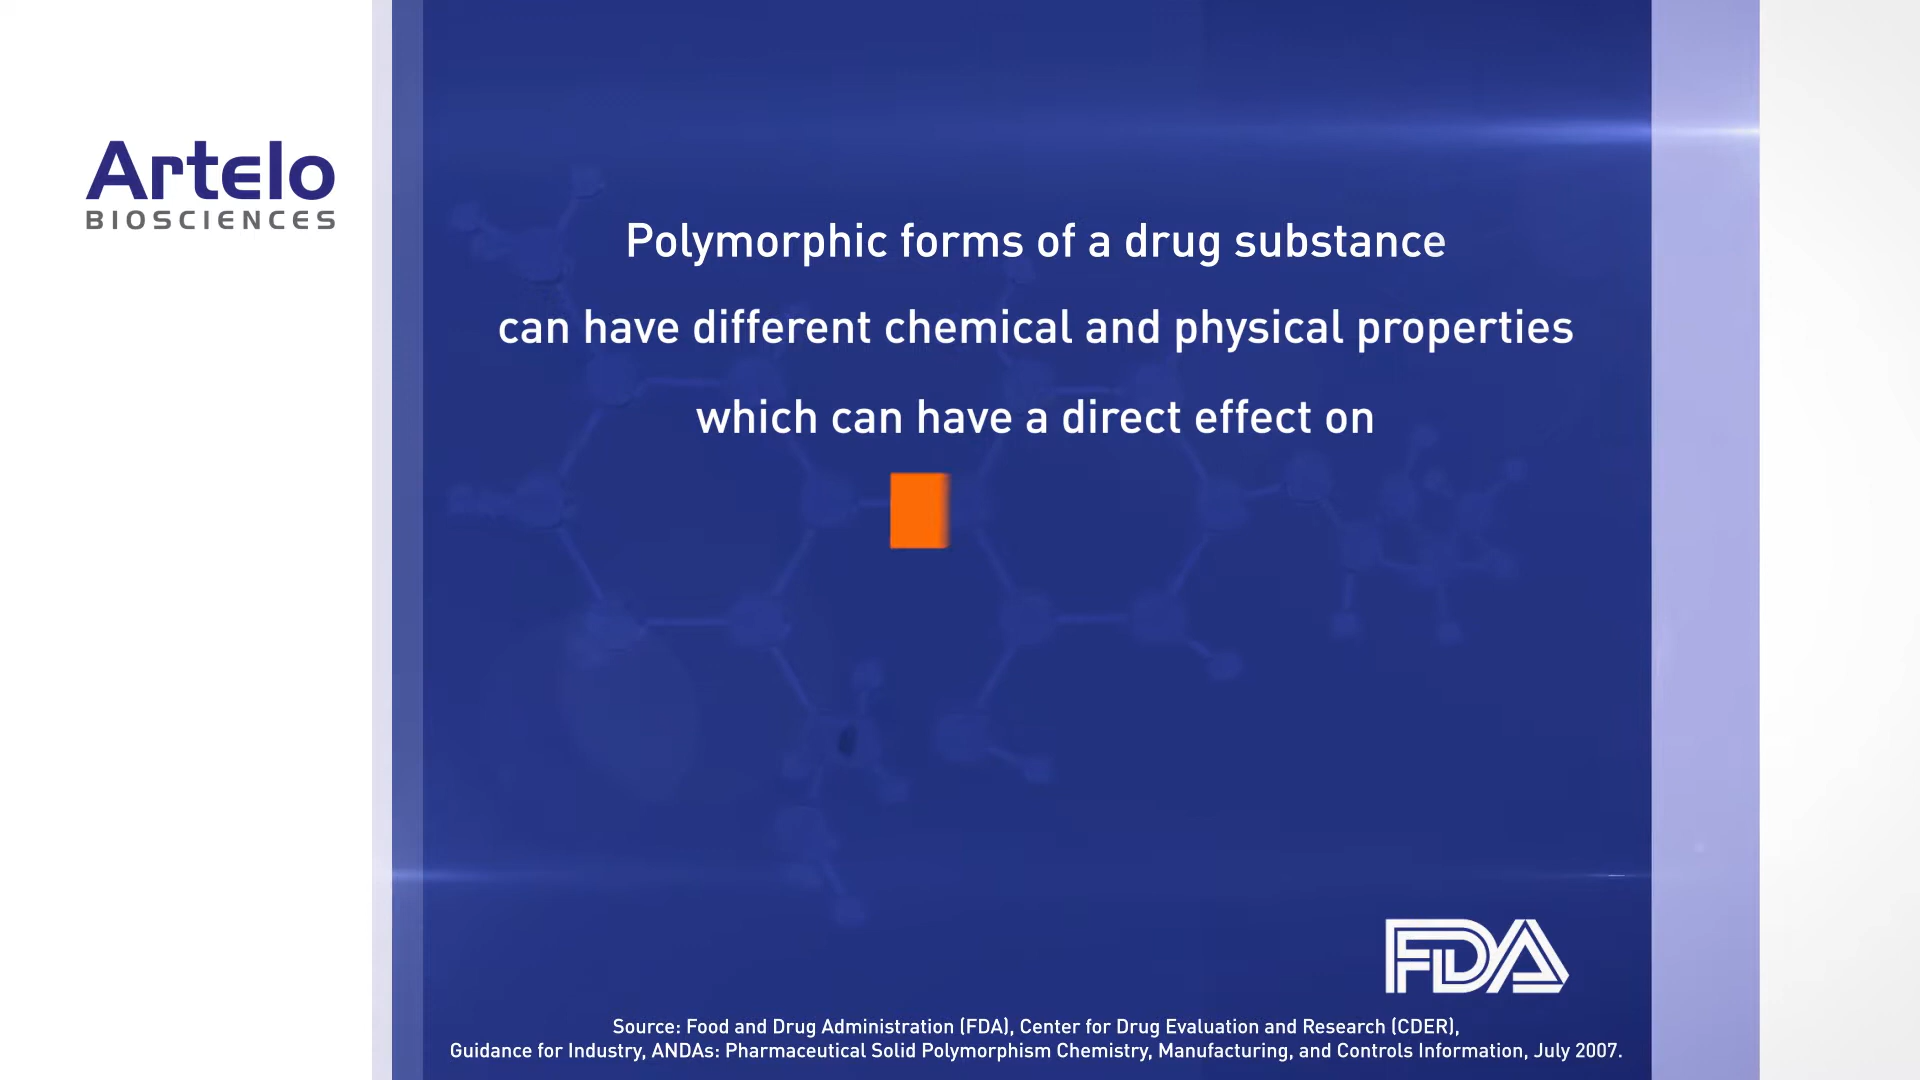 Artelo
BIOSCIENCES
Polymorphic forms of a drug substance
can have different chemical and physical properties
which can have a direct effect on
FDA
Source: Food and Drug Administration (FDA), Center for Drug Evaluation and Research (CDER),
Guidance for Industry, ANDAs: Pharmaceutical Solid Polymorphism Chemistry, Manufacturing, and Controls Information, July 2007.